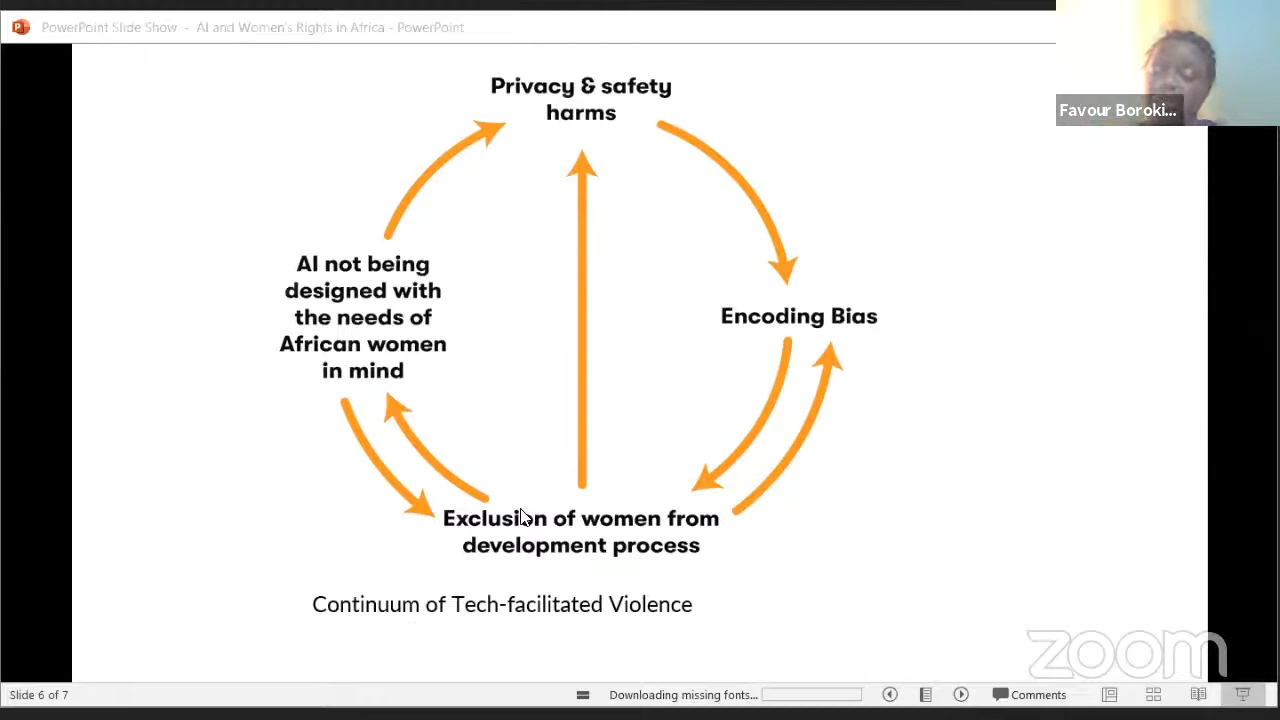 PowerPoint Slide Show - AI and Women's Rights in Africa - PowerPoint
Favour Boroki...
Privacy & safety
harms
AI not being
designed with
the needs of
African women
in mind
Encoding Bias
Exclusion of women from
development process
Continuum of Tech-facilitated Violence
zoom
Slide 6 of 7
Downloading missing fonts...
Comments